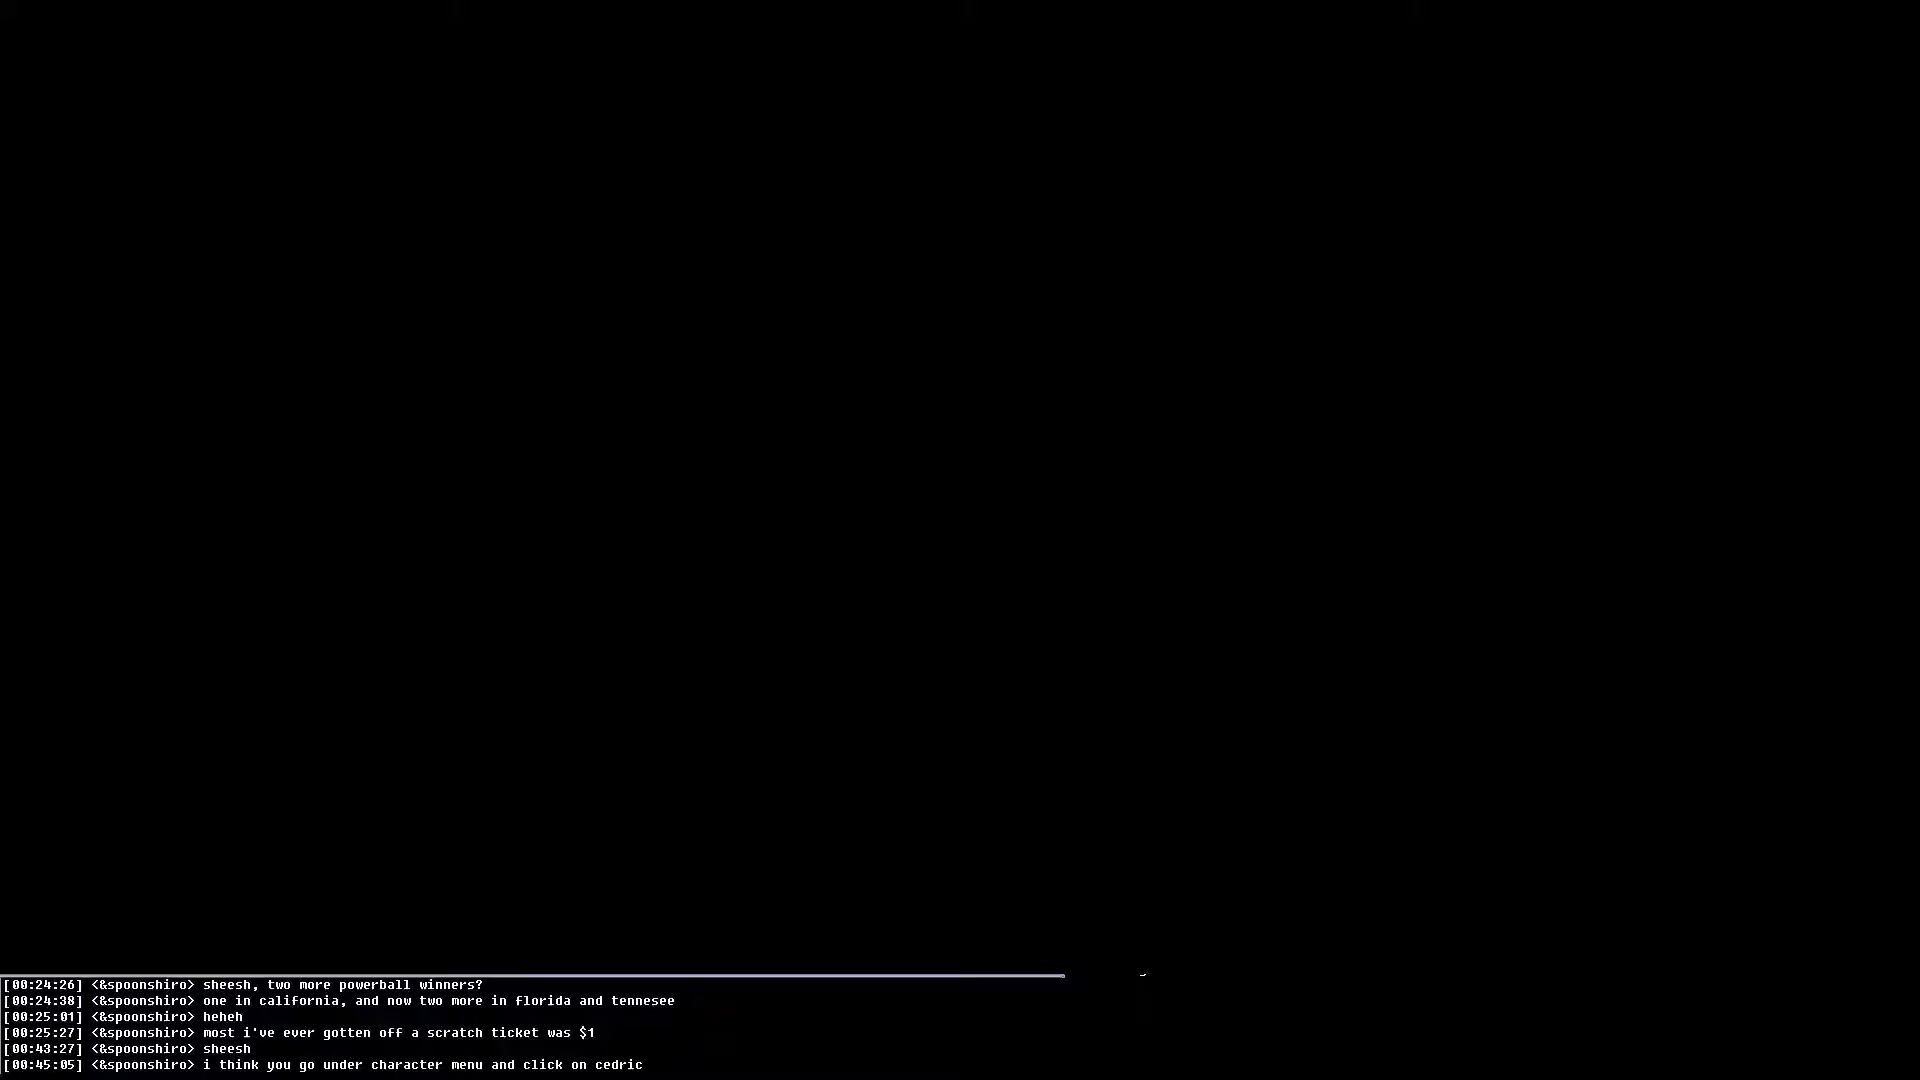 [00:24:26] <&spoonshiro> sheesh, two more powerball winners?
[00:24:38] <&spoonshiro> one in california, and now two more in florida and tennesee
[00:25:01] <&spoonshiro> heheh
[00:25:27] <&spoonshiro> most i've ever gotten off a scratch ticket was $1
[00:43:27] <&spoonshiro> sheesh
[00:45:05] <&spoonshiro> i think you go under character menu and click on cedric